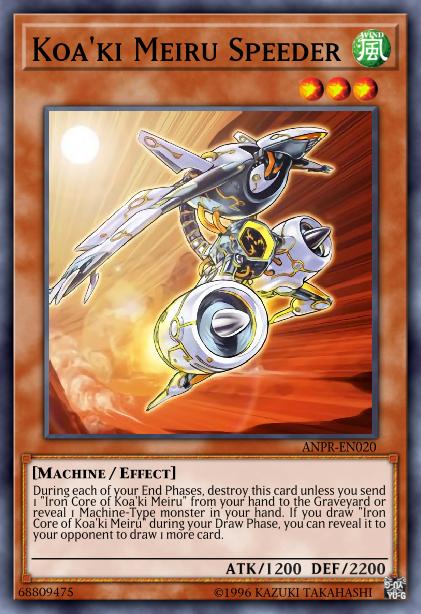 KOA'KI MEIRU SPEEDER
WIND
風
ANPR-EN020
[MACHINE / EFFECT]
During each of your End Phases, destroy this card unless you send
1 "Iron Core of Koa'ki Meiru" from your hand to the Graveyard or
reveal 1 Machine-Type monster in your hand. If you draw "Iron
Core of Koa'ki Meiru" during your Draw Phase, you can reveal it to
your opponent to draw 1 more card.
ATK/1200 DEF/2200
68809475
©1996 KAZUKI TAKAHASHI